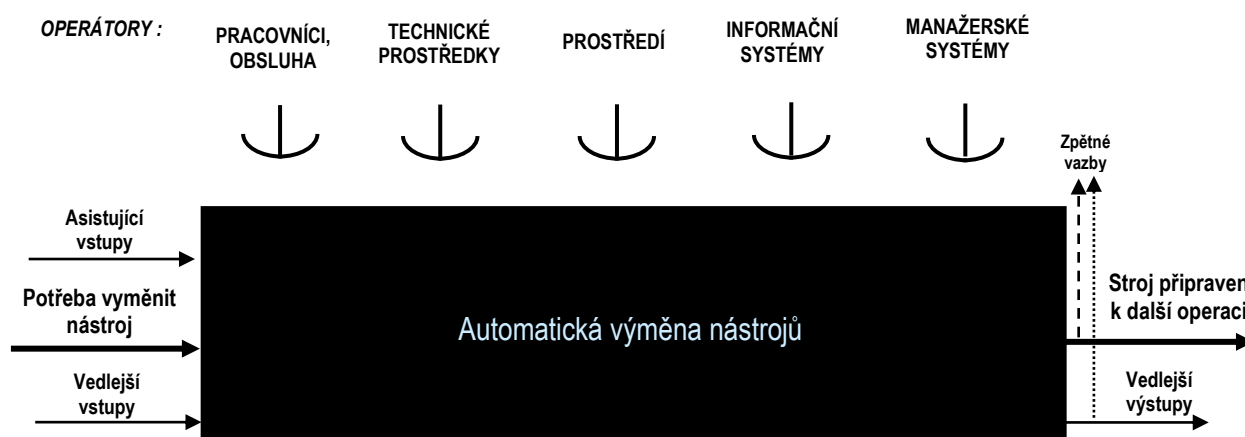 OPERÁTORY :
PRACOVNÍCI,
OBSLUHA
TECHNICKÉ
PROSTŘEDKY
PROSTŘEDÍ
INFORMAČNÍ
SYSTÉMY
MANAŽERSKÉ
SYSTÉMY
Zpětné
vazby
Asistující
vstupy
Potřeba vyměnit
nástroj
Vedlejší
vstupy
Automatická výměna nástrojů
Stroj připraven
k další operaci
Vedlejší
výstupy